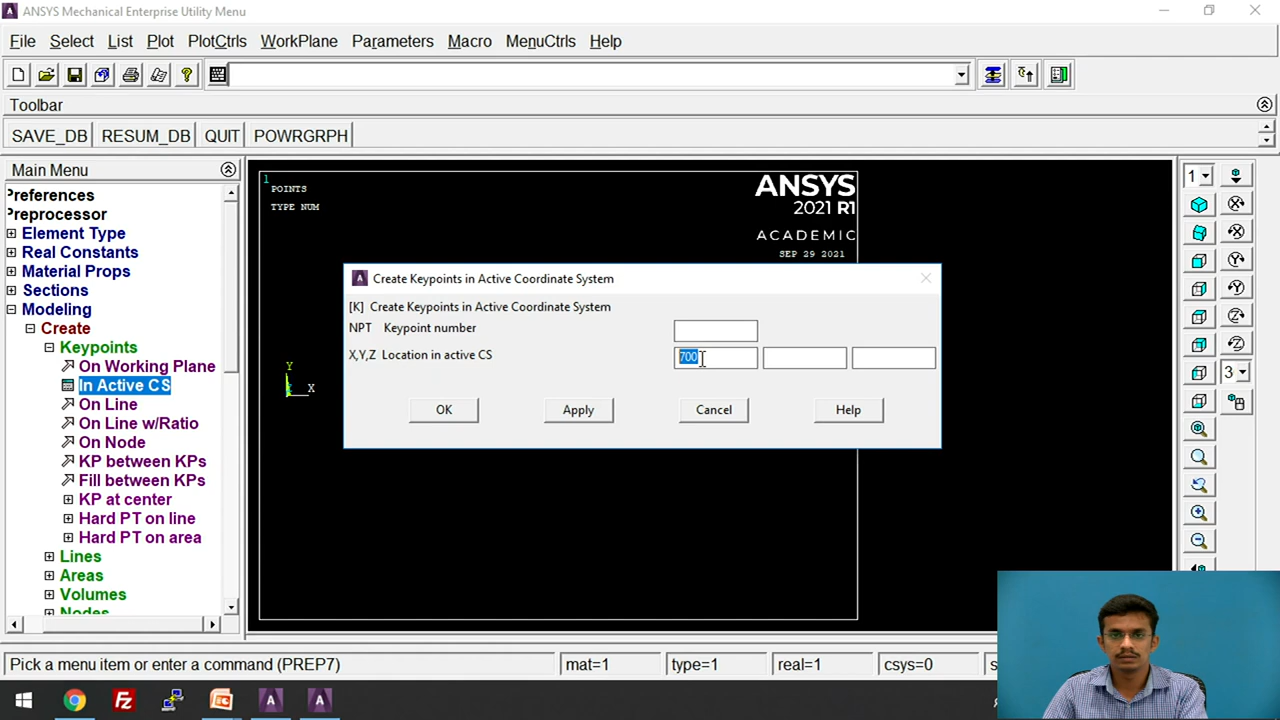 ANSYS Mechanical Enterprise Utility Menu
File Select List Plot PlotCtrls WorkPlane Parameters Macro MenuCtrls Help
Toolbar
SAVE_DB RESUM_DB QUIT POWRGRPH
Main Menu
Preferences
Preprocessor
Element Type
Real Constants
Material Props
Sections
Modeling
Create
Keypoints
On Working Plane
In Active CS
On Line
On Line w/Ratio
On Node
KP between KPs
Fill between KPs
KP at center
Hard PT on line
Hard PT on area
Lines
Areas
Volumes
Nodes
1
POINTS
TYPE NUM
ANSYS
2021 R1
ACADEMIC
SEP 29 2021
Y
X
Create Keypoints in Active Coordinate System
[K] Create Keypoints in Active Coordinate System
NPT Keypoint number
X,Y,Z Location in active CS
700
OK Apply Cancel Help
1
3
Pick a menu item or enter a command (PREP7) mat=1 type=1 real=1 csys=0 s